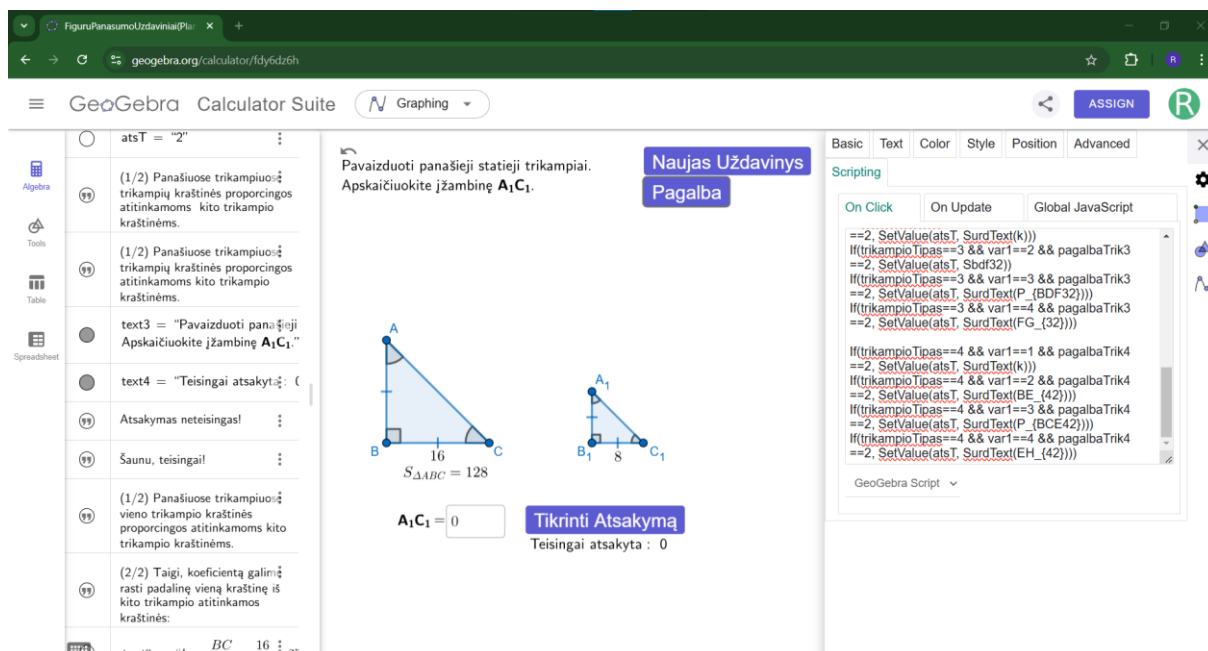 FiguruPanasumoUzdaviniai(Plan
geogebra.org/calculator/fdy6dz6h
R
GeoGebra Calculator Suite
Graphing
ASSIGN
R
Algebra
Tools
Table
Spreadsheet
atsT = “2”
(1/2) Panašiuose trikampiuose
trikampių kraštinės proporcingos
atitinkamoms kito trikampio
kraštinėms.
(1/2) Panašiuose trikampiuose
trikampių kraštinės proporcingos
atitinkamoms kito trikampio
kraštinėms.
text3 = “Pavaizduoti panašieji
Apskaičiuokite įžambinę A₁C₁.”
text4 = “Teisingai atsakyta : 0
Atsakymas neteisingas!
Šaunu, teisingai!
(1/2) Panašiuose trikampiuose
vieno trikampio kraštinės
proporcingos atitinkamoms kito
trikampio kraštinėms.
(2/2) Taigi, koeficientą galime
rasti padalinę vieną kraštinę iš
kito trikampio atitinkamos
kraštinės:
BC 16
Pavaizduoti panašieji statieji trikampiai.
Apskaičiuokite įžambinę A₁C₁.
Naujas Uždavinys
Pagalba
A
B
16
C
S_{ΔABC} = 128
A₁
B₁
8
C₁
A₁C₁ = 0
Tikrinti Atsakymą
Teisingai atsakyta : 0
Basic Text Color Style Position Advanced
Scripting
On Click On Update Global JavaScript
==2, SetValue(atsT, SurdText(k)))
If(trikampioTipas==3 && var1==2 && pagalbaTrik3
==2, SetValue(atsT, Sbdf32))
If(trikampioTipas==3 && var1==3 && pagalbaTrik3
==2, SetValue(atsT, SurdText(P_{BDF32})))
If(trikampioTipas==3 && var1==4 && pagalbaTrik3
==2, SetValue(atsT, SurdText(FG_{32})))
If(trikampioTipas==4 && var1==1 && pagalbaTrik4
==2, SetValue(atsT, SurdText(k)))
If(trikampioTipas==4 && var1==2 && pagalbaTrik4
==2, SetValue(atsT, SurdText(BE_{42})))
If(trikampioTipas==4 && var1==3 && pagalbaTrik4
==2, SetValue(atsT, SurdText(P_{BCE42})))
If(trikampioTipas==4 && var1==4 && pagalbaTrik4
==2, SetValue(atsT, SurdText(EH_{42})))
GeoGebra Script